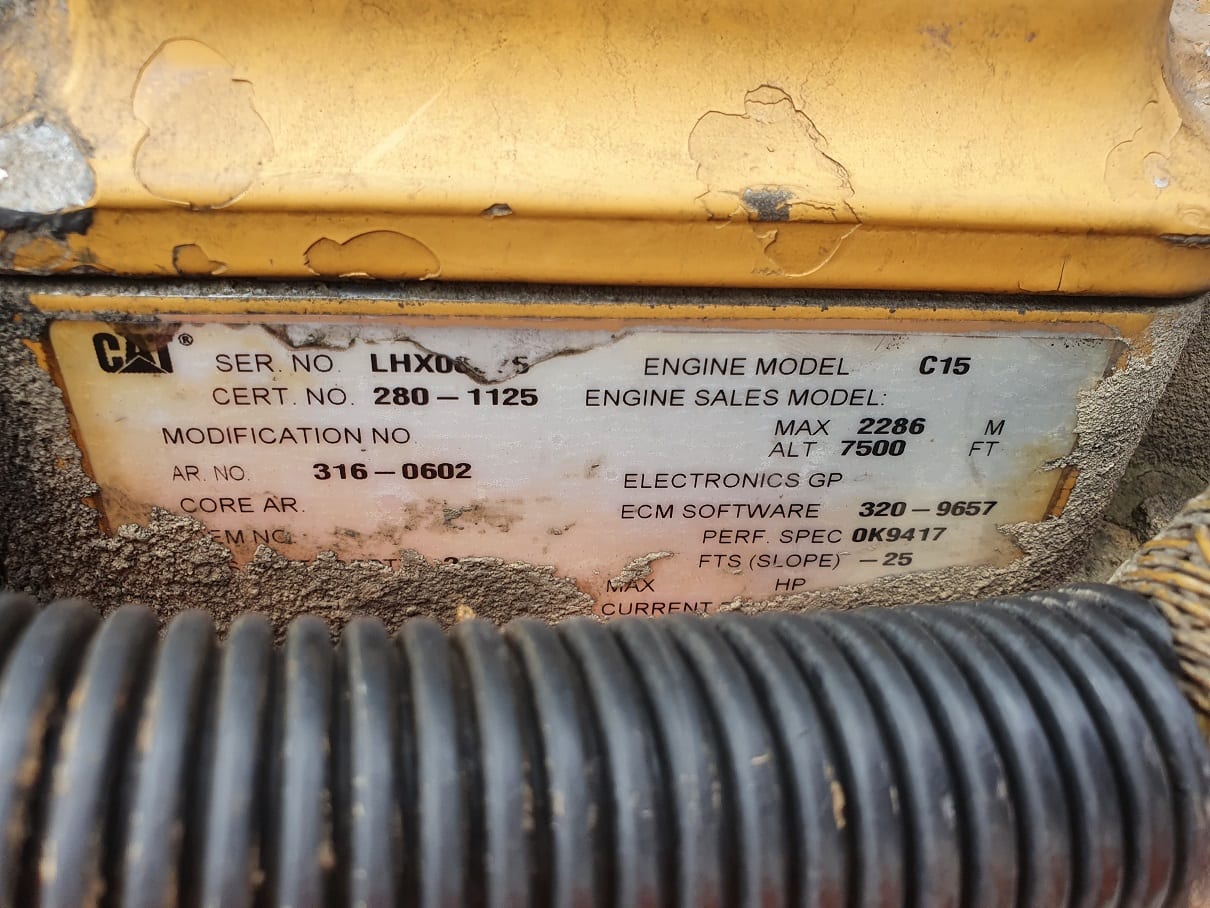 CAT®
SER. NO. ENGINE MODEL C15
CERT. NO. 280-1125 ENGINE SALES MODEL:
MODIFICATION NO. MAX 2286 M
ALT 7500 FT
AR. NO. 316-0602 ELECTRONICS GP
CORE AR. ECM SOFTWARE 320-9657
PERF. SPEC 0K9417
FTS (SLOPE) -25
MAX HP
CURRENT